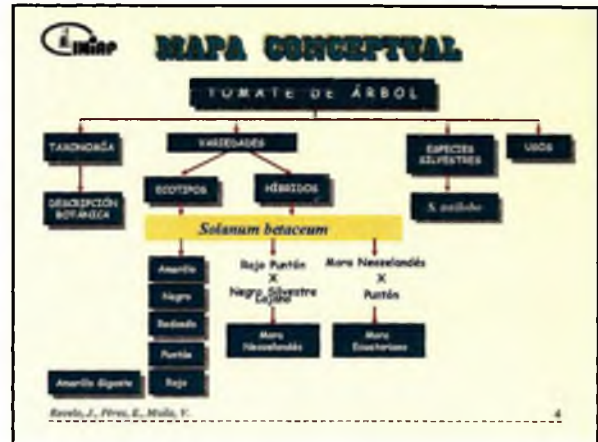 INIAP
MAPA CONCEPTUAL
TOMATE DE ÁRBOL
TAXONOMÍA
VARIEDADES
ESPECIES
SILVESTRES
USOS
DESCRIPCIÓN
BOTÁNICA
ECOTIPOS
HÍBRIDOS
S.
Solanum betaceum
Amarillo
Negro
Redondo
Puntón
Rojo
Amarillo Gigante
Rojo Puntón
X
Negro Silvestre
Lojano
Mora
Neozelandés
Mora Neozelandés
X
Puntón
Mora
Ecuatoriano
Revelo, J., Pérez, E., Maila, V.
4